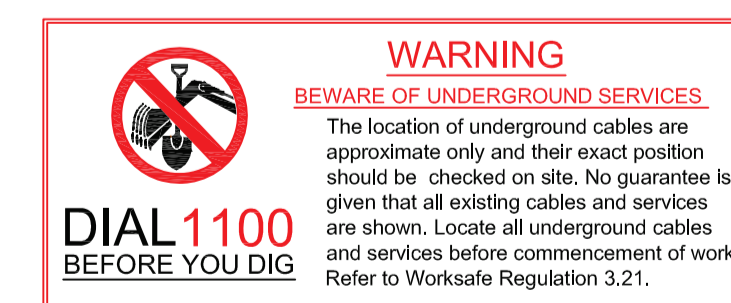 WARNING
BEWARE OF UNDERGROUND SERVICES
The location of underground cables are
approximate only and their exact position
should be checked on site. No guarantee is
given that all existing cables and services
are shown. Locate all underground cables
and services before commencement of work
Refer to Worksafe Regulation 3.21.
DIAL 1100
BEFORE YOU DIG